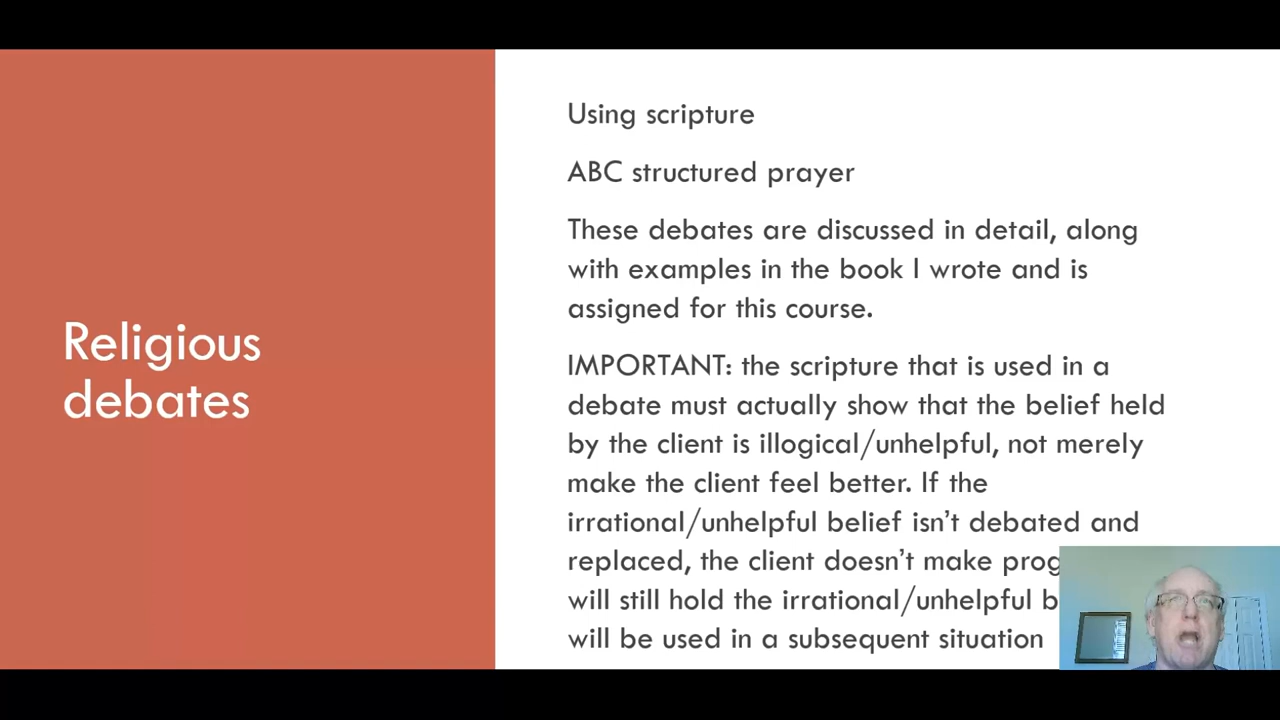 Religious
debates
Using scripture
ABC structured prayer
These debates are discussed in detail, along
with examples in the book I wrote and is
assigned for this course.
IMPORTANT: the scripture that is used in a
debate must actually show that the belief held
by the client is illogical/unhelpful, not merely
make the client feel better. If the
irrational/unhelpful belief isn’t debated and
replaced, the client doesn’t make
will still hold the irrational/unhelpful
will be used in a subsequent situation